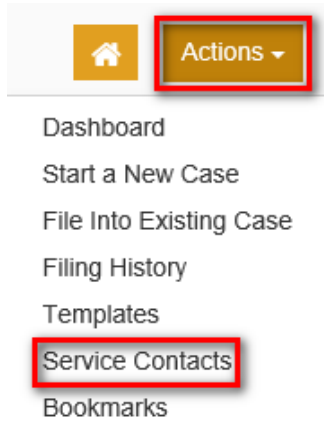 Actions
Dashboard
Start a New Case
File Into Existing Case
Filing History
Templates
Service Contacts
Bookmarks